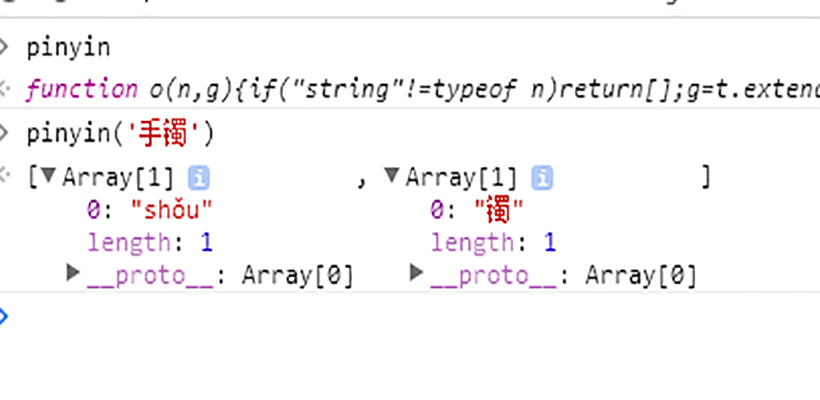 pinyin
function o(n,g){if("string"!=typeof n)return[];g=t.extend
pinyin('手镯')
[▼Array[1] i , ▼Array[1] i ]
0: "shǒu" 0: "镯"
length: 1 length: 1
▶__proto__: Array[0] ▶__proto__: Array[0]